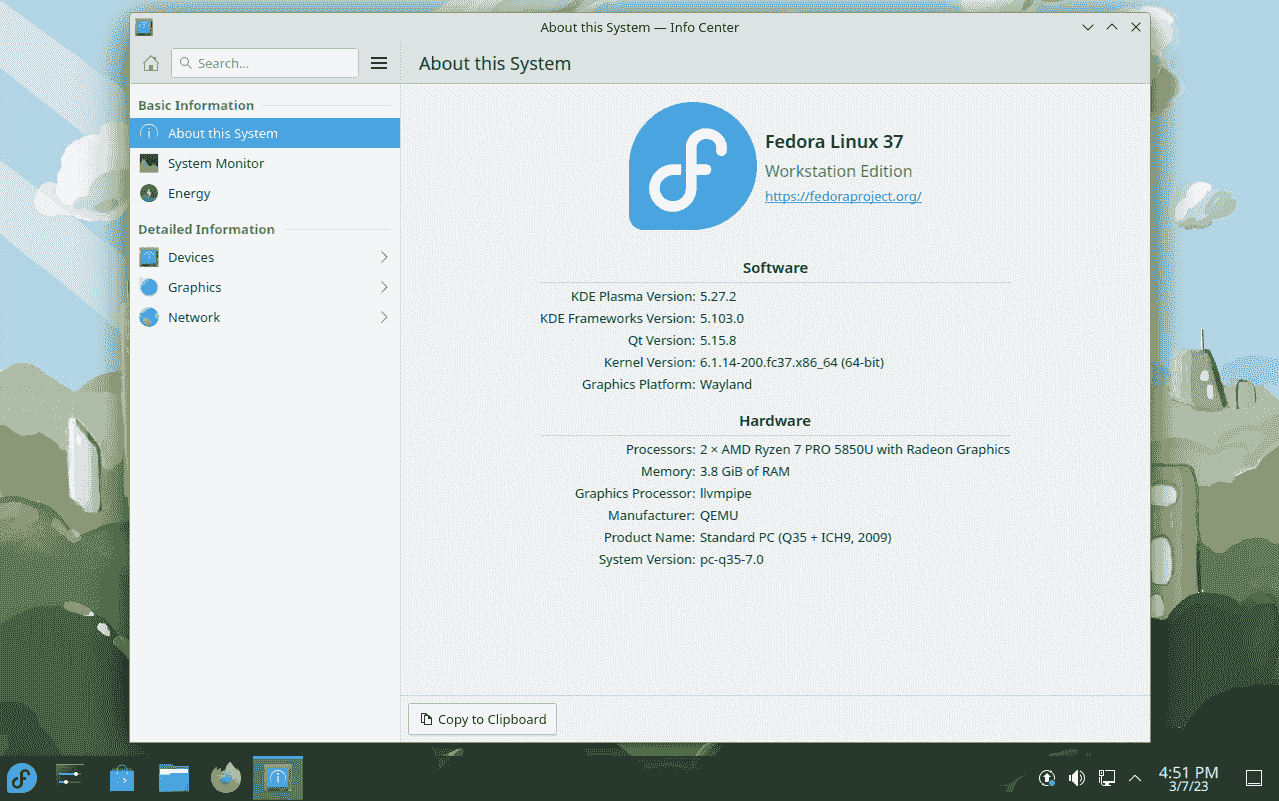 About this System — Info Center
Search...
About this System
Basic Information
About this System
System Monitor
Energy
Detailed Information
Devices
Graphics
Network
Fedora Linux 37
Workstation Edition
https://fedoraproject.org/
Software
KDE Plasma Version: 5.27.2
KDE Frameworks Version: 5.103.0
Qt Version: 5.15.8
Kernel Version: 6.1.14-200.fc37.x86_64 (64-bit)
Graphics Platform: Wayland
Hardware
Processors: 2 × AMD Ryzen 7 PRO 5850U with Radeon Graphics
Memory: 3.8 GiB of RAM
Graphics Processor: llvmpipe
Manufacturer: QEMU
Product Name: Standard PC (Q35 + ICH9, 2009)
System Version: pc-q35-7.0
Copy to Clipboard
4:51 PM
3/7/23